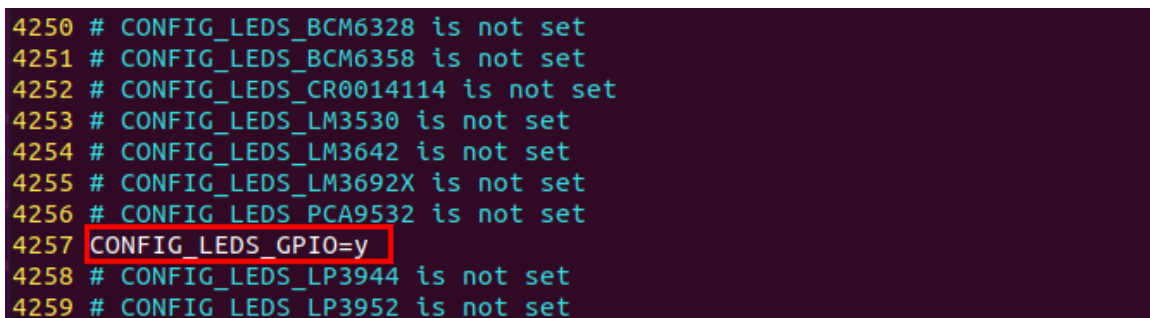 4250 # CONFIG_LEDS_BCM6328 is not set
4251 # CONFIG_LEDS_BCM6358 is not set
4252 # CONFIG_LEDS_CR0014114 is not set
4253 # CONFIG_LEDS_LM3530 is not set
4254 # CONFIG_LEDS_LM3642 is not set
4255 # CONFIG_LEDS_LM3692X is not set
4256 # CONFIG_LEDS_PCA9532 is not set
4257 CONFIG_LEDS_GPIO=y
4258 # CONFIG_LEDS_LP3944 is not set
4259 # CONFIG_LEDS_LP3952 is not set